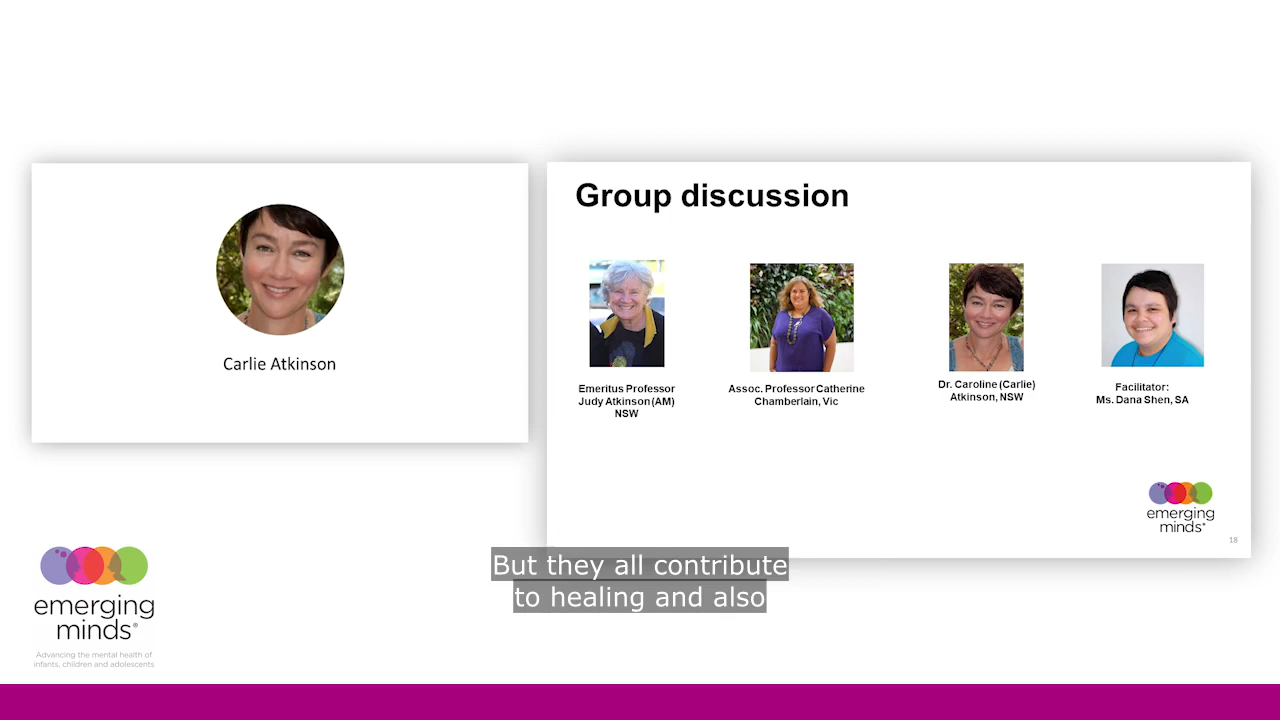 Carlie Atkinson
Group discussion
Emeritus Professor
Judy Atkinson (AM)
NSW
Assoc. Professor Catherine
Chamberlain, Vic
Dr. Caroline (Carlie)
Atkinson, NSW
Facilitator:
Ms. Dana Shen, SA
emerging
minds®
18
But they all contribute
to healing and also
emerging
minds®
Advancing the mental health of
infants, children and adolescents